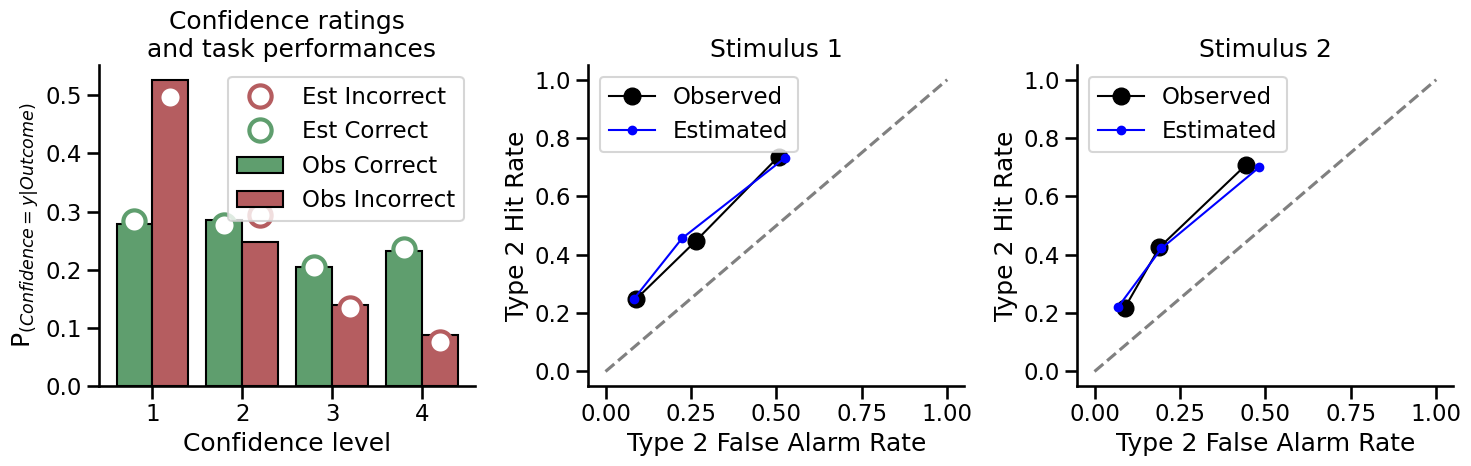 Confidence ratings
and task performances
P(Confidence = y|Outcome)
0.5
0.4
0.3
0.2
0.1
0.0
Est Incorrect
Est Correct
Obs Correct
Obs Incorrect
1 2 3 4
Confidence level
Stimulus 1
Type 2 Hit Rate
1.0
0.8
0.6
0.4
0.2
0.0
Observed
Estimated
0.00 0.25 0.50 0.75 1.00
Type 2 False Alarm Rate
Stimulus 2
Type 2 Hit Rate
1.0
0.8
0.6
0.4
0.2
0.0
Observed
Estimated
0.00 0.25 0.50 0.75 1.00
Type 2 False Alarm Rate